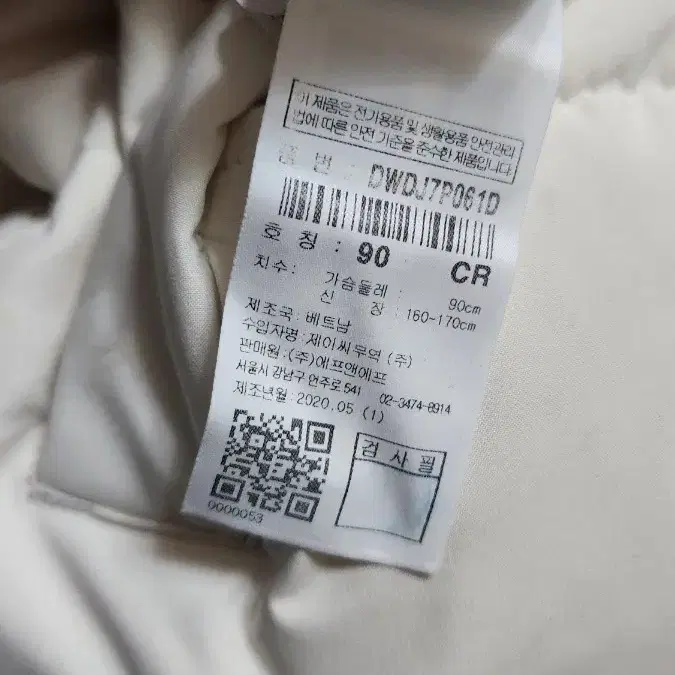 이 제품은 전기용품 및 생활용품 안전관리
법에 따른 안전 기준을 준수한 제품입니다
품 번 : DWDJ7P061D
호 칭 : 90 CR
치수 : 가슴둘레 : 90cm
신 장 : 160-170cm
제조국 : 베트남
수입자명 : 제이씨무역 (주)
판매원 : (주)에프앤에프
서울시 강남구 언주로541 02-3474-8914
제조년월 : 2020.05 (1)
검 사 필
0000053